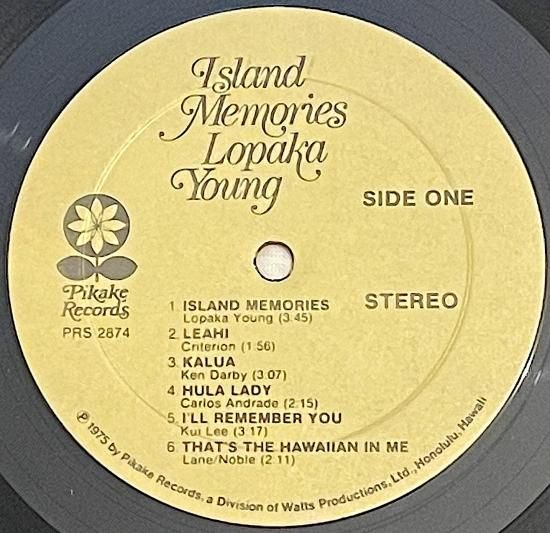 Island
Memories
Lopaka
Young
SIDE ONE
Pikake
Records
PRS 2874
STEREO
1. ISLAND MEMORIES
Lopaka Young (3:45)
2. LEAHI
Criterion (1:56)
3. KALUA
Ken Darby (3:07)
4. HULA LADY
Carlos Andrade (2:15)
5. I'LL REMEMBER YOU
Kui Lee (3:17)
6. THAT'S THE HAWAIIAN IN ME
Lane/Noble (2:11)
℗ 1975 by Pikake Records, a Division of Watts Productions, Ltd., Honolulu, Hawaii